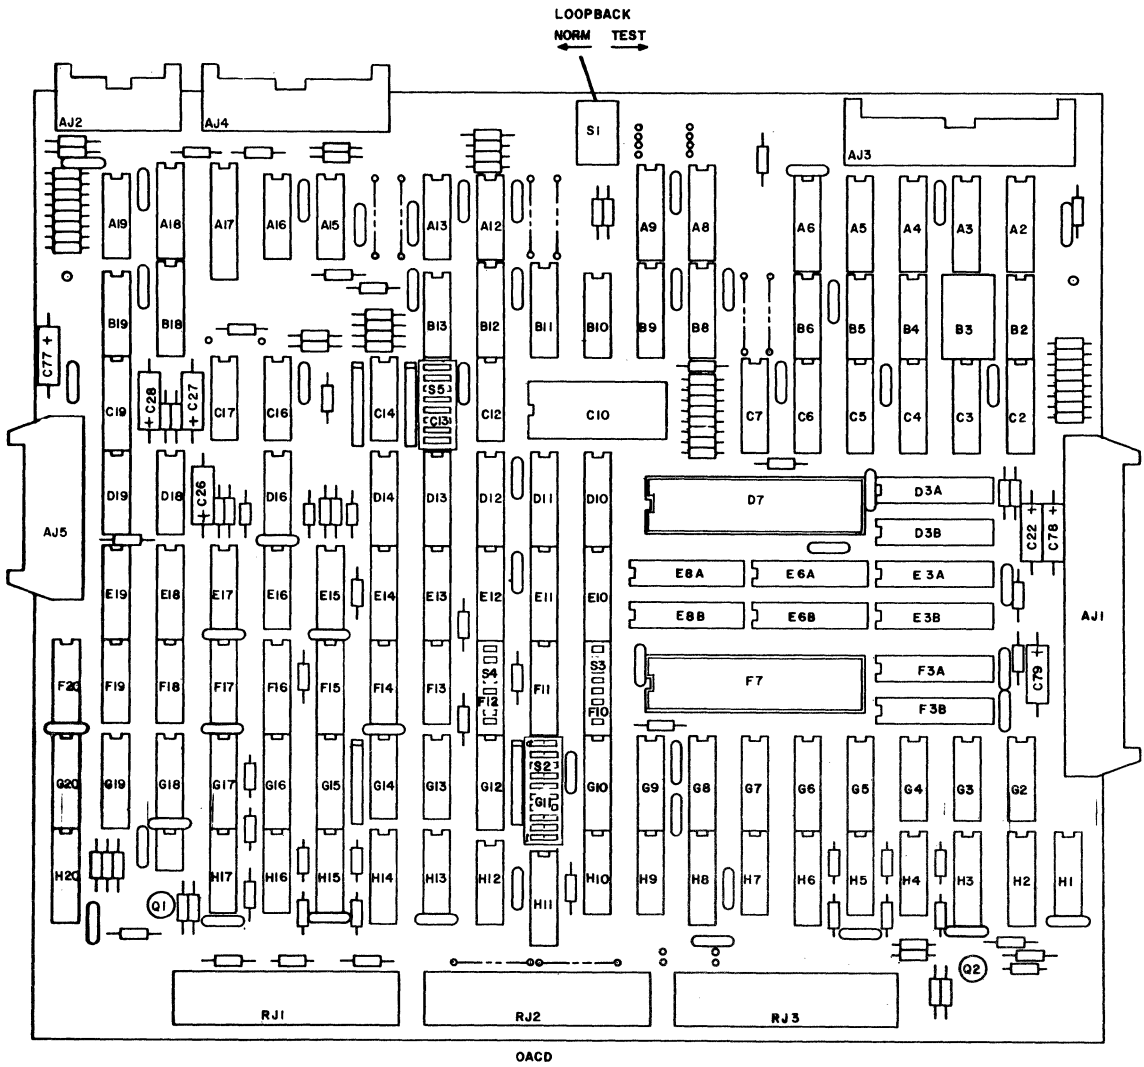 LOOPBACK
NORM TEST
S1
AJ2
AJ4
AJ3
A19 A18 A17 A16 A15 A13 A12 A9 A8 A6 A5 A4 A3 A2
B19 B18 B13 B12 B11 B10 B9 B8 B6 B5 B4 B3 B2
C77 +
+ C28
+ C27
S5
C19 C17 C16 C14 C13 C12 C10 C7 C6 C5 C4 C3 C2
+ C26
D19 D18 D16 D14 D13 D12 D11 D10 D7 D3A
D3B
C22 +
C78 +
AJ5
E8A E6A E3A
E19 E18 E17 E16 E15 E14 E13 E12 E11 E10
E8B E6B E3B
AJ1
S4 S3
F20 F19 F18 F17 F16 F15 F14 F13 F12 F11 F10 F7 F3A
F3B
C79 +
S2
G20 G19 G18 G17 G16 G15 G14 G13 G12 G11 G10 G9 G8 G7 G6 G5 G4 G3 G2
H20 H17 H16 H15 H14 H13 H12 H11 H10 H9 H8 H7 H6 H5 H4 H3 H2 H1
Q1
Q2
RJ1 RJ2 RJ3
OACD